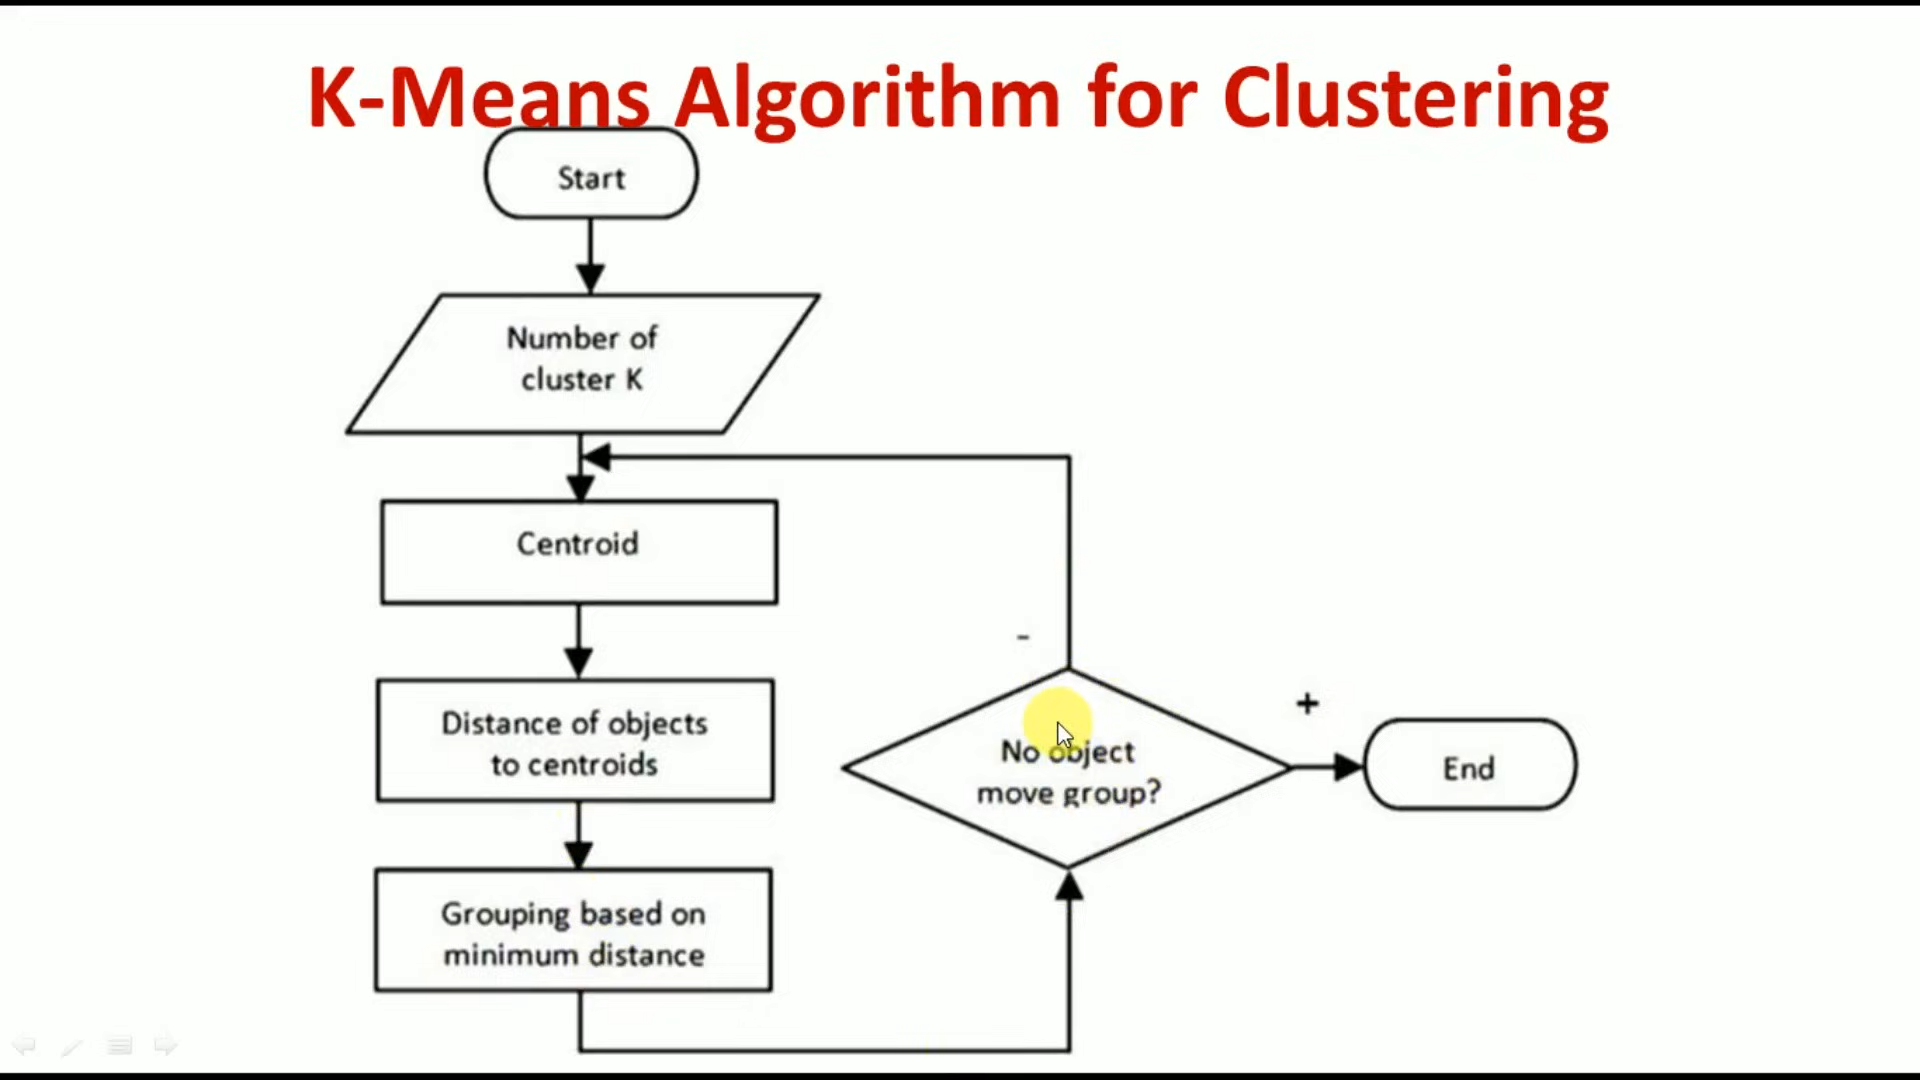 K-Means Algorithm for Clustering
Start
Number of
cluster K
Centroid
Distance of objects
to centroids
Grouping based on
minimum distance
-
No object
move group?
+
End